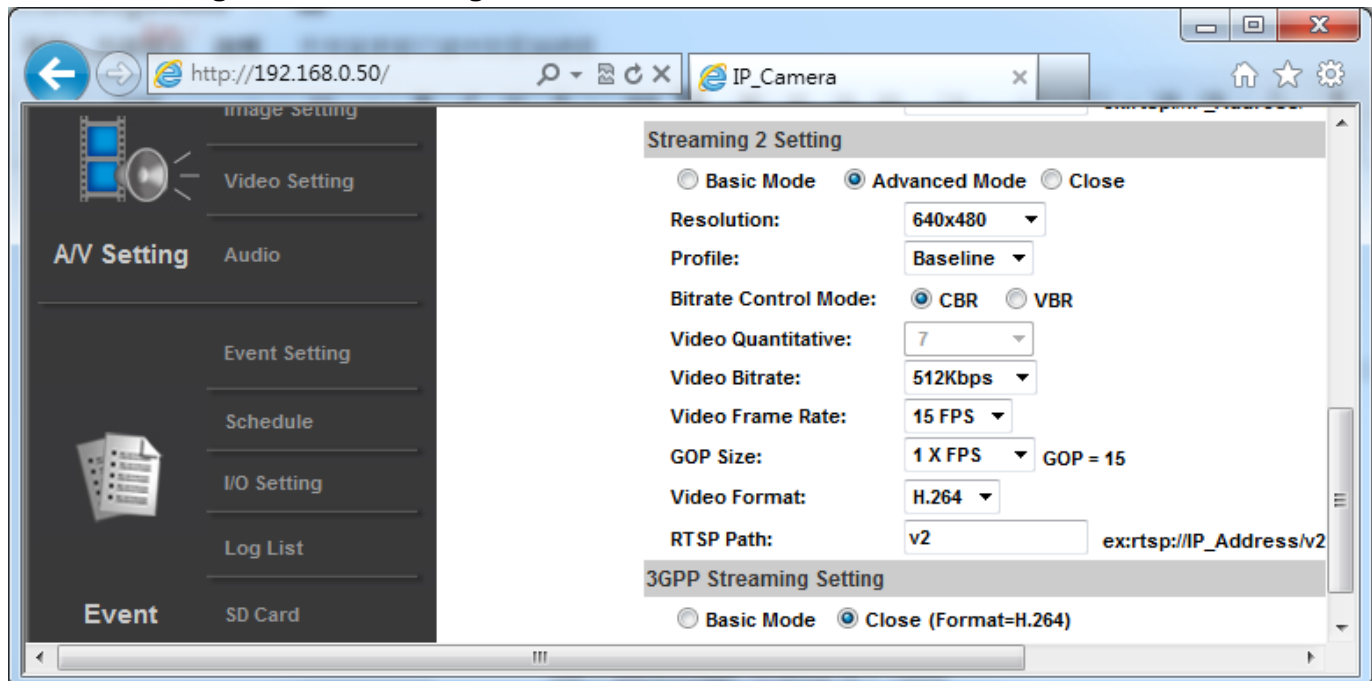 http://192.168.0.50/
IP_Camera
Image Setting
Video Setting
A/V Setting
Audio
Event Setting
Schedule
I/O Setting
Log List
Event
SD Card
Streaming 2 Setting
Basic Mode Advanced Mode Close
Resolution: 640x480
Profile: Baseline
Bitrate Control Mode: CBR VBR
Video Quantitative: 7
Video Bitrate: 512Kbps
Video Frame Rate: 15 FPS
GOP Size: 1 X FPS GOP = 15
Video Format: H.264
RTSP Path: v2 ex:rtsp://IP_Address/v2
3GPP Streaming Setting
Basic Mode Close (Format=H.264)